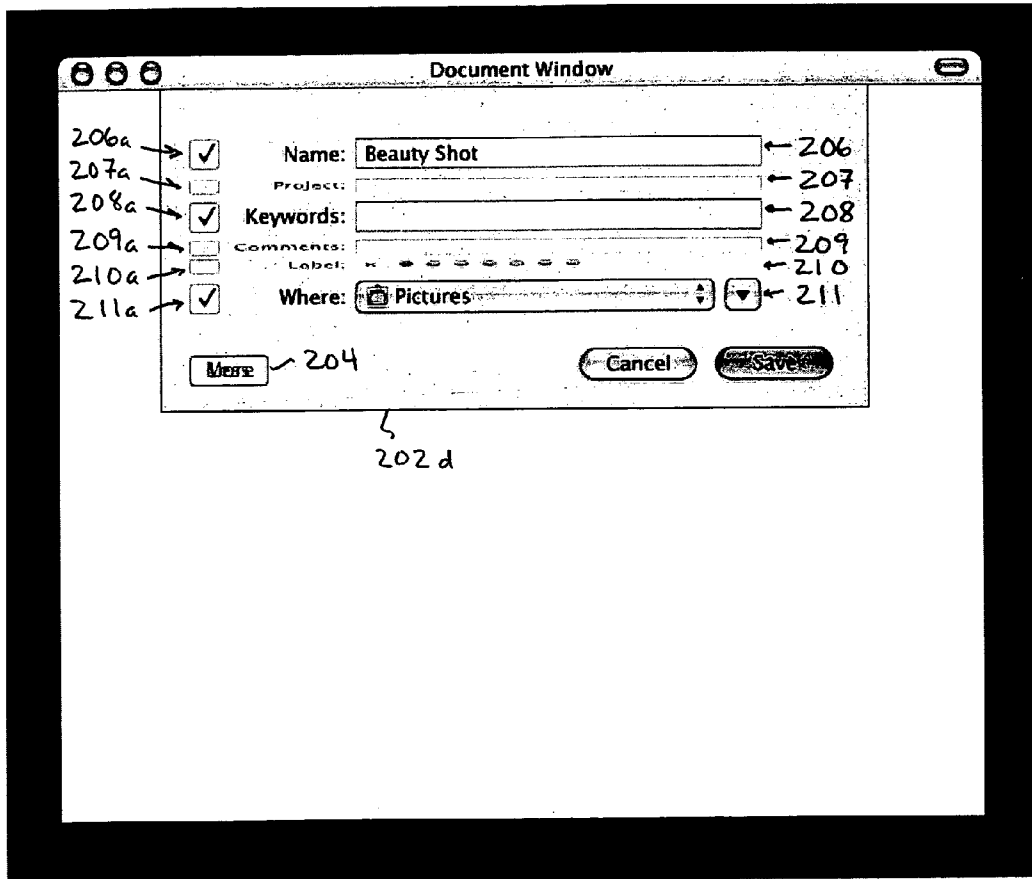 Document Window
206a Name: Beauty Shot 206
207a Project: 207
208a Keywords: 208
209a Comments: 209
210a Label: 210
211a Where: Pictures 211
204 Cancel Save
202d